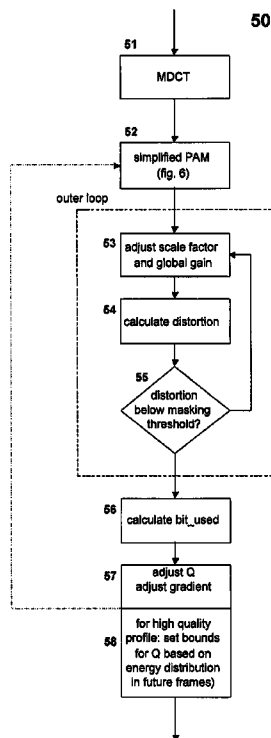 50
51
MDCT
52
simplified PAM
(fig. 6)
outer loop
53
adjust scale factor
and global gain
54
calculate distortion
55
distortion
below masking
threshold?
56
calculate bit_used
57
adjust Q
adjust gradient
58
for high quality
profile: set bounds
for Q based on
energy distribution
in future frames)